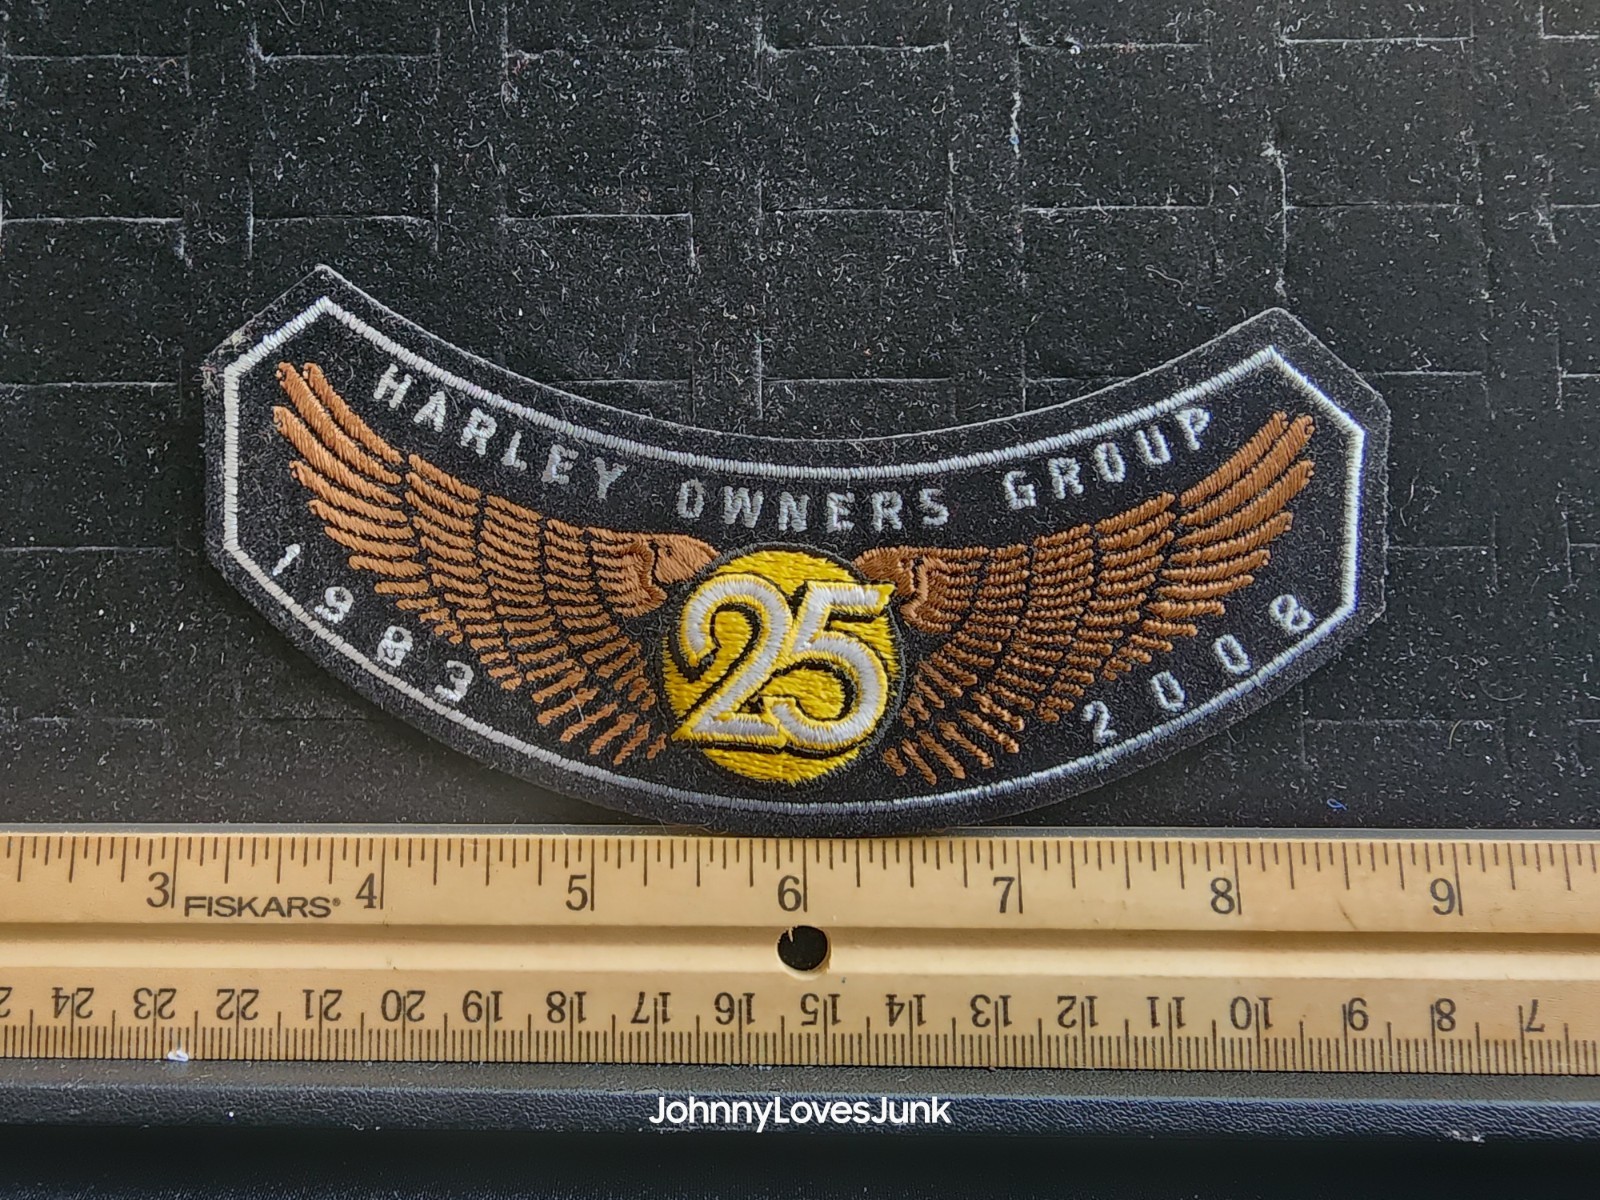 HARLEY OWNERS GROUP
1983
25
2008
3 4 5 6 7 8 9
FISKARS®
24 23 22 21 20 19 18 17 16 15 14 13 12 11 10 9 8 7
JohnnyLovesJunk